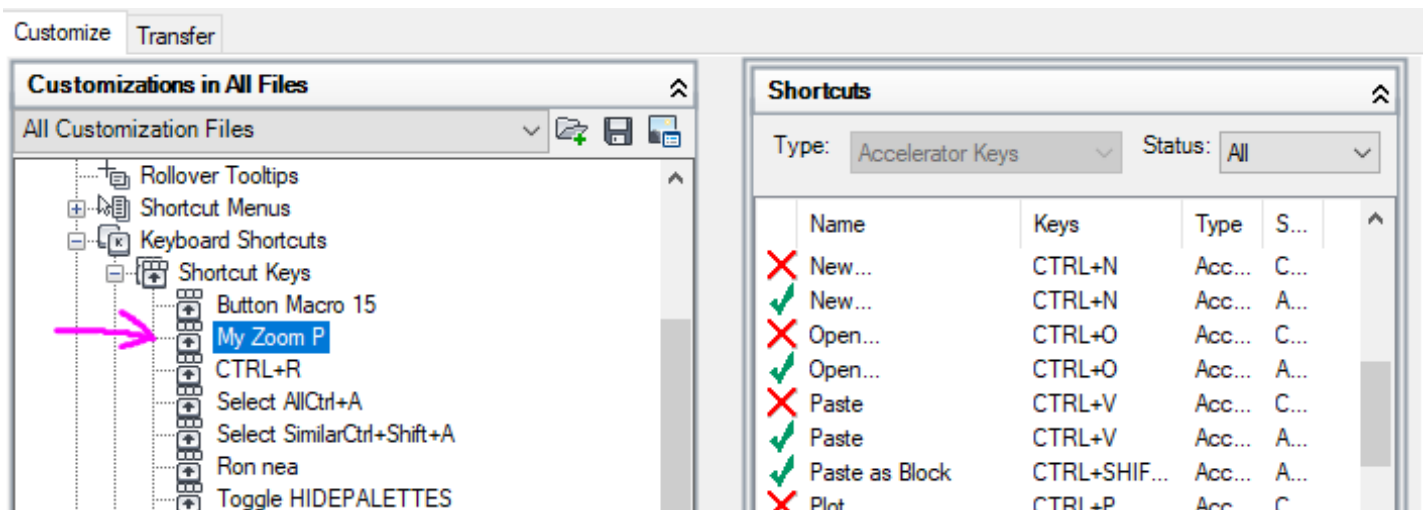 Customize Transfer
Customizations in All Files
All Customization Files
Rollover Tooltips
Shortcut Menus
Keyboard Shortcuts
Shortcut Keys
Button Macro 15
My Zoom P
CTRL+R
Select AllCtrl+A
Select SimilarCtrl+Shift+A
Ron nea
Toggle HIDEPALETTES
Shortcuts
Type: Accelerator Keys Status: All
Name Keys Type S...
New... CTRL+N Acc... C...
New... CTRL+N Acc... A...
Open... CTRL+O Acc... C...
Open... CTRL+O Acc... A...
Paste CTRL+V Acc... C...
Paste CTRL+V Acc... A...
Paste as Block CTRL+SHIF... Acc... A...
Plot CTRL+P Acc C